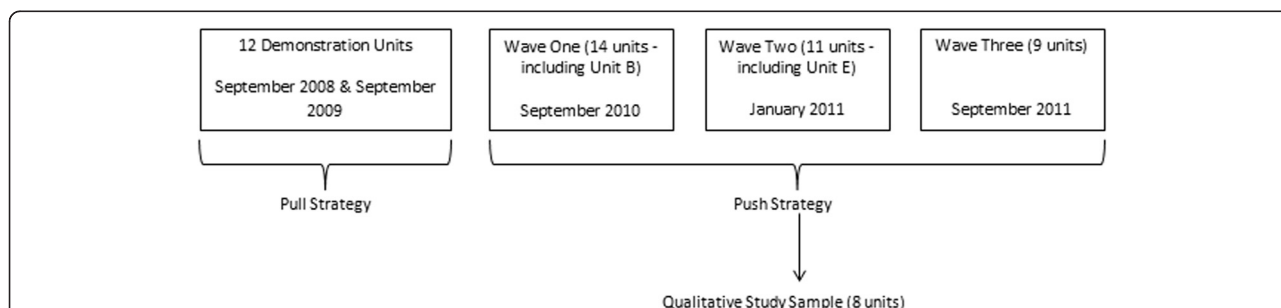 12 Demonstration Units
September 2008 & September
2009
Wave One (14 units -
including Unit B)
September 2010
Wave Two (11 units -
including Unit E)
January 2011
Wave Three (9 units)
September 2011
Pull Strategy
Push Strategy
Qualitative Study Sample (8 units)